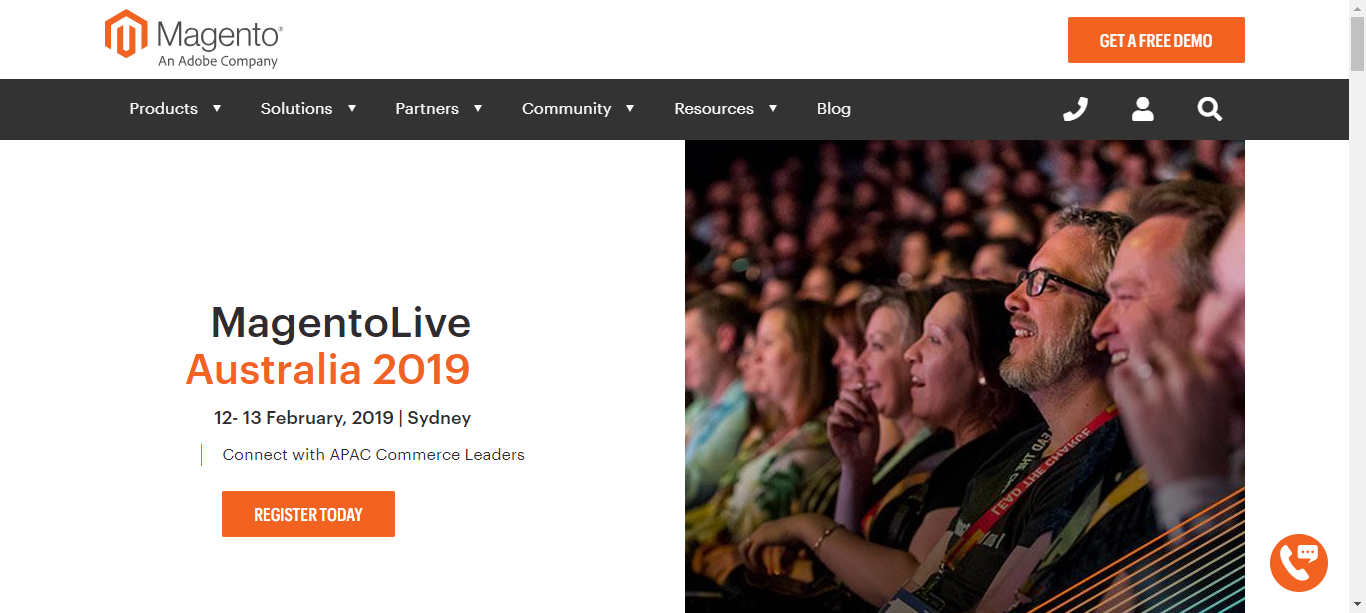 Magento®
An Adobe Company
GET A FREE DEMO
Products ▼ Solutions ▼ Partners ▼ Community ▼ Resources ▼ Blog
MagentoLive
Australia 2019
12- 13 February, 2019 | Sydney
Connect with APAC Commerce Leaders
REGISTER TODAY
LEAD THE CHARGE